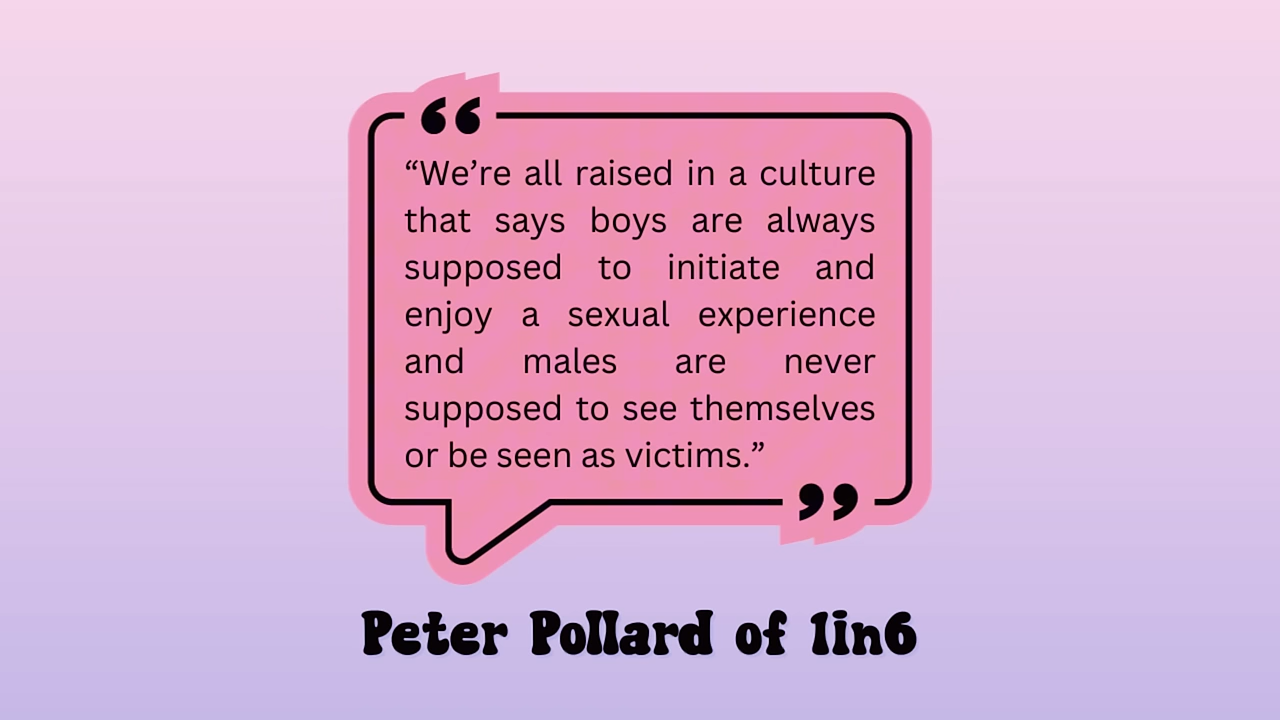 “We’re all raised in a culture
that says boys are always
supposed to initiate and
enjoy a sexual experience
and males are never
supposed to see themselves
or be seen as victims.”
Peter Pollard of 1in6